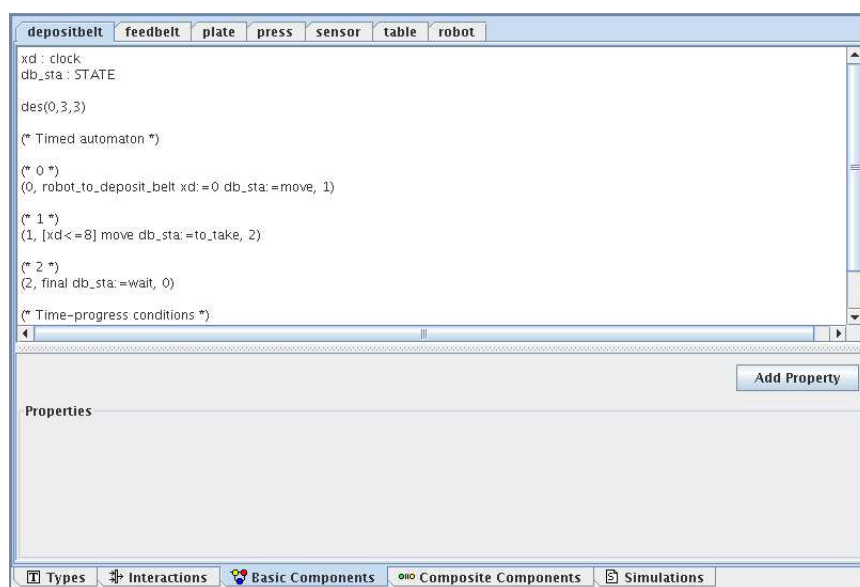 depositbelt feedbelt plate press sensor table robot
xd : clock
db_sta : STATE
des(0,3,3)
(* Timed automaton *)
(* 0 *)
(0, robot_to_deposit_belt xd:=0 db_sta:=move, 1)
(* 1 *)
(1, [xd<=8] move db_sta:=to_take, 2)
(* 2 *)
(2, final db_sta:=wait, 0)
(* Time-progress conditions *)
Add Property
Properties
Types Interactions Basic Components Composite Components Simulations